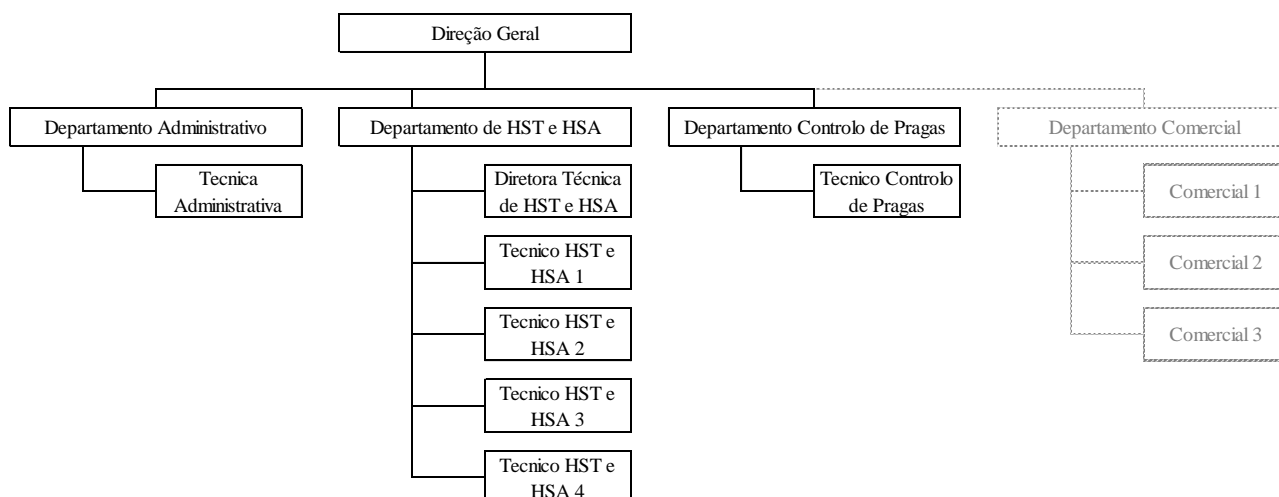 Direção Geral
Departamento Administrativo
Departamento de HST e HSA
Departamento Controlo de Pragas
Departamento Comercial
Tecnica
Administrativa
Diretora Técnica
de HST e HSA
Tecnico Controlo
de Pragas
Comercial 1
Tecnico HST e
HSA 1
Comercial 2
Tecnico HST e
HSA 2
Comercial 3
Tecnico HST e
HSA 3
Tecnico HST e
HSA 4